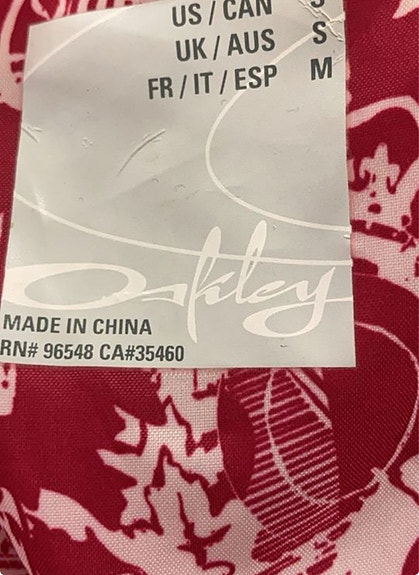 US / CAN S
UK / AUS S
FR / IT / ESP M
Oakley
MADE IN CHINA
RN# 96548 CA#35460